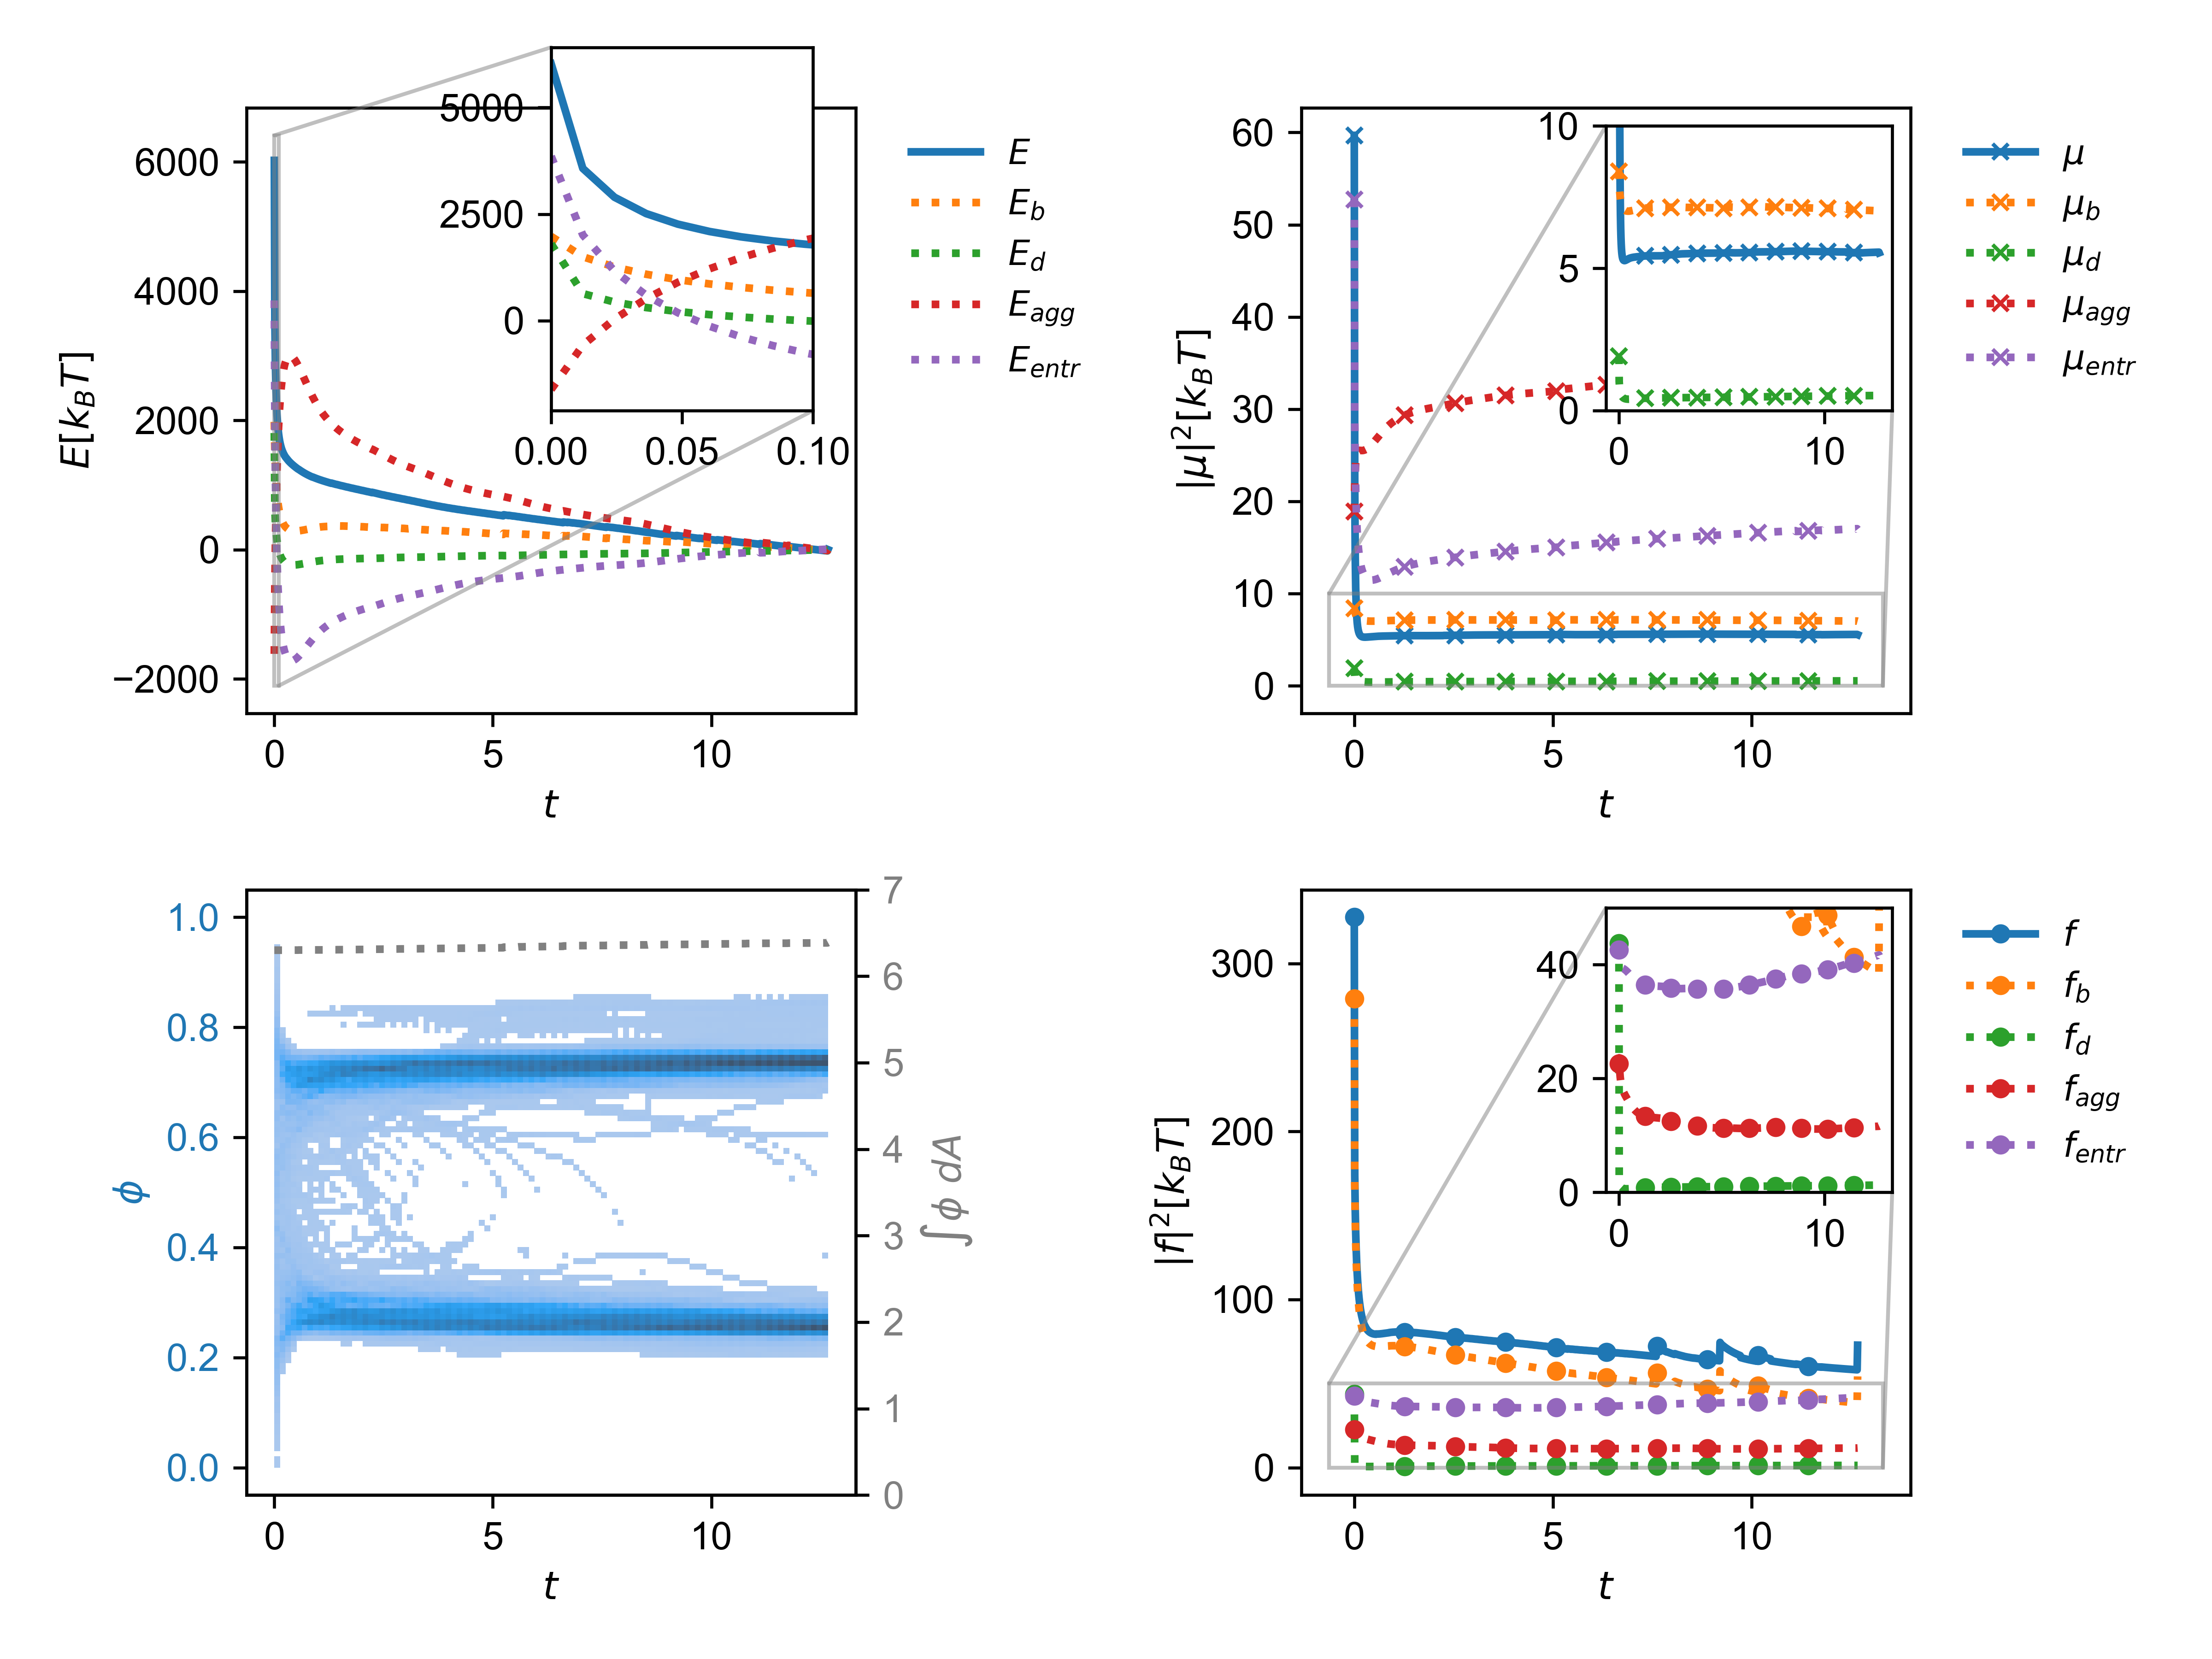 5000
2500
0
0.00 0.05 0.10
6000
4000
2000
0
−2000
E[k_BT]
0 5 10
t
E
E_b
E_d
E_agg
E_entr
60
50
40
30
20
10
0
|μ|²[k_BT]
0 5 10
t
10
5
0
0 10
μ
μ_b
μ_d
μ_agg
μ_entr
1.0
0.8
0.6
0.4
0.2
0.0
ϕ
0 5 10
t
7
6
5
4
3
2
1
0
∫ ϕ dA
300
200
100
0
|f|²[k_BT]
0 5 10
t
40
20
0
0 10
f
f_b
f_d
f_agg
f_entr